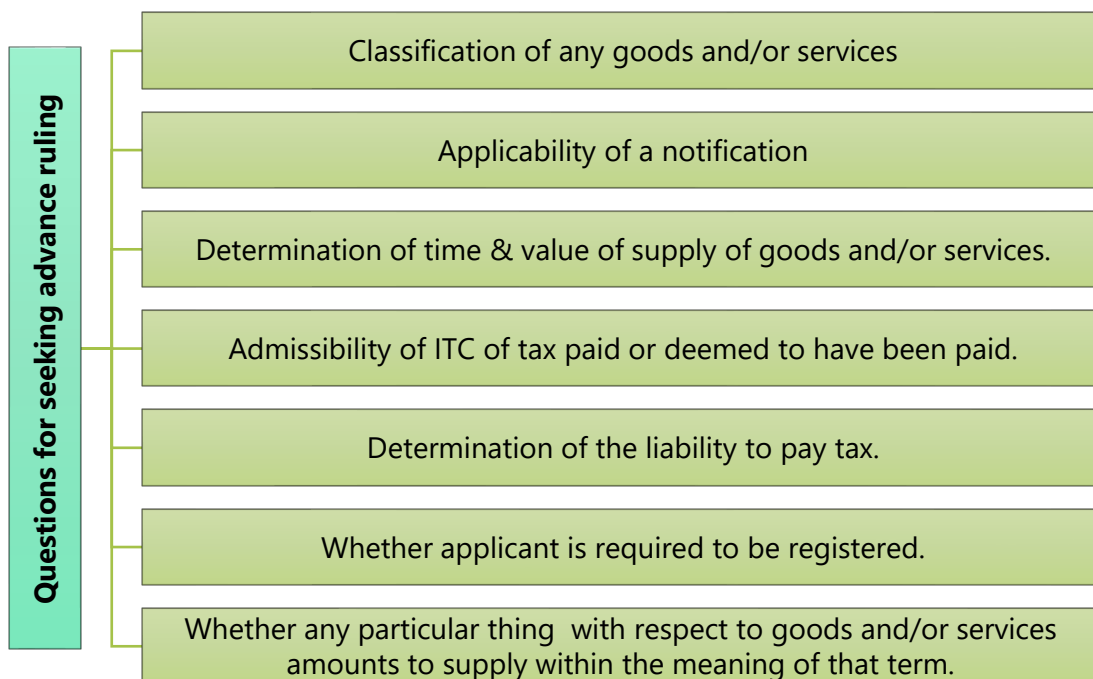 Questions for seeking advance ruling
Classification of any goods and/or services
Applicability of a notification
Determination of time & value of supply of goods and/or services.
Admissibility of ITC of tax paid or deemed to have been paid.
Determination of the liability to pay tax.
Whether applicant is required to be registered.
Whether any particular thing with respect to goods and/or services
amounts to supply within the meaning of that term.